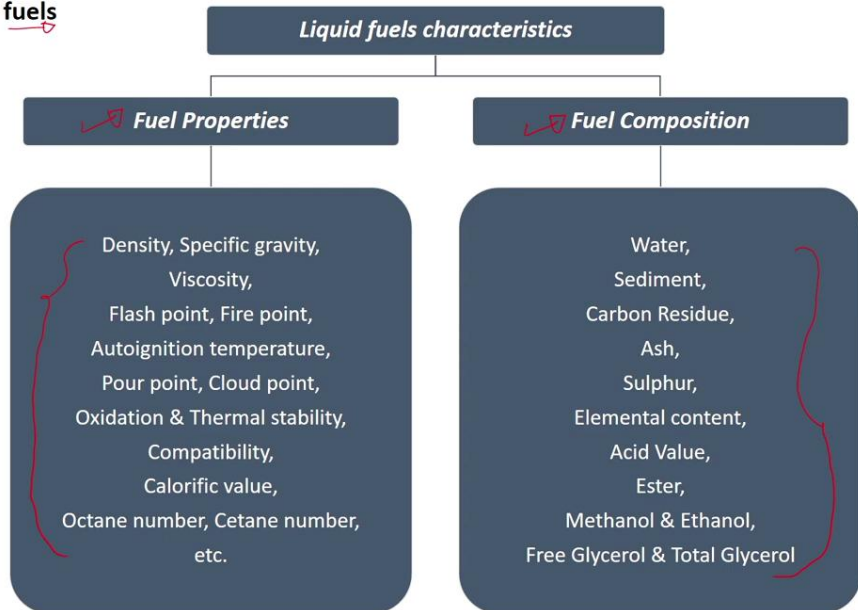 fuels
Liquid fuels characteristics
Fuel Properties
Fuel Composition
Density, Specific gravity,
Viscosity,
Flash point, Fire point,
Autoignition temperature,
Pour point, Cloud point,
Oxidation & Thermal stability,
Compatibility,
Calorific value,
Octane number, Cetane number,
etc.
Water,
Sediment,
Carbon Residue,
Ash,
Sulphur,
Elemental content,
Acid Value,
Ester,
Methanol & Ethanol,
Free Glycerol & Total Glycerol